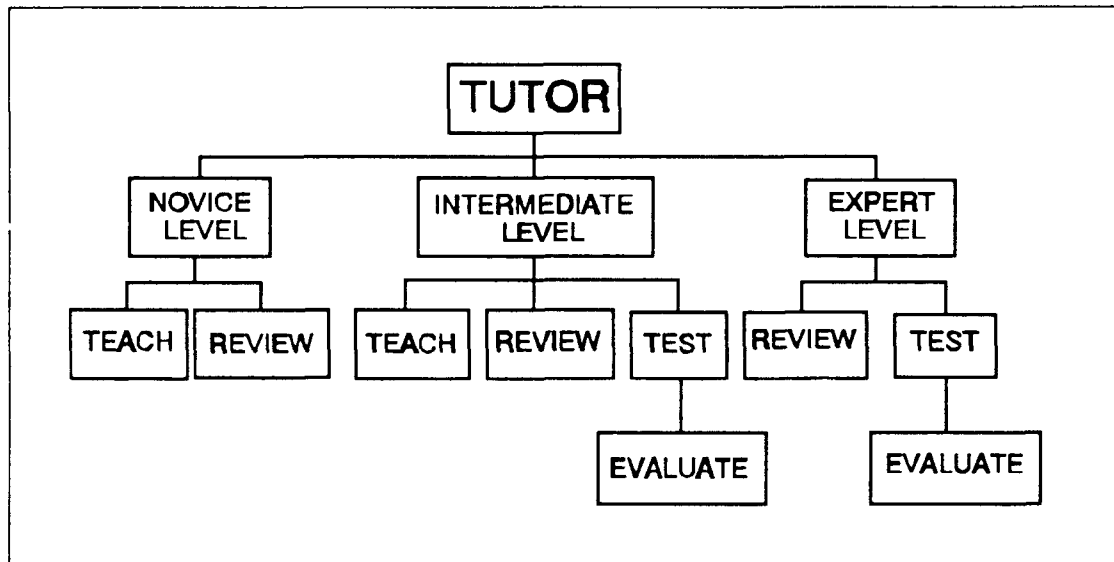 TUTOR
NOVICE
LEVEL
INTERMEDIATE
LEVEL
EXPERT
LEVEL
TEACH
REVIEW
TEACH
REVIEW
TEST
REVIEW
TEST
EVALUATE
EVALUATE